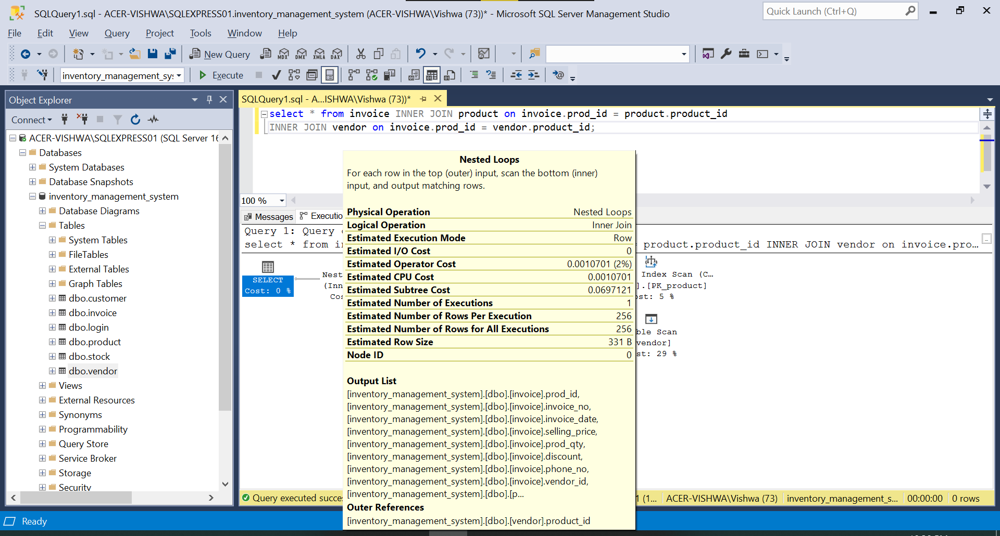 SQLQuery1.sql - ACER-VISHWA\SQLEXPRESS01.inventory_management_system (ACER-VISHWA\Vishwa (73))* - Microsoft SQL Server Management Studio
Quick Launch (Ctrl+Q)
File Edit View Query Project Tools Window Help
New Query MDX DMX XMLA DAX
inventory_management_sys Execute
Object Explorer
SQLQuery1.sql - A...ISHWA\Vishwa (73))*
Connect
ACER-VISHWA\SQLEXPRESS01 (SQL Server 16
Databases
System Databases
Database Snapshots
inventory_management_system
Database Diagrams
Tables
System Tables
FileTables
External Tables
Graph Tables
dbo.customer
dbo.invoice
dbo.login
dbo.product
dbo.stock
dbo.vendor
Views
External Resources
Synonyms
Programmability
Query Store
Service Broker
Storage
Security
select * from invoice INNER JOIN product on invoice.prod_id = product.product_id
INNER JOIN vendor on invoice.prod_id = vendor.product_id;
100 %
Messages Executio
Query 1: Query
select * from in
product.product_id INNER JOIN vendor on invoice.pro...
SELECT
Cost: 0 %
Nest
(Inn
Cos
Index Scan (C...
].[PK_product]
ost: 5 %
ble Scan
vendor]
st: 29 %
Nested Loops
For each row in the top (outer) input, scan the bottom (inner)
input, and output matching rows.
Physical Operation Nested Loops
Logical Operation Inner Join
Estimated Execution Mode Row
Estimated I/O Cost 0
Estimated Operator Cost 0.0010701 (2%)
Estimated CPU Cost 0.0010701
Estimated Subtree Cost 0.0697121
Estimated Number of Executions 1
Estimated Number of Rows Per Execution 256
Estimated Number of Rows for All Executions 256
Estimated Row Size 331 B
Node ID 0
Output List
[inventory_management_system].[dbo].[invoice].prod_id,
[inventory_management_system].[dbo].[invoice].invoice_no,
[inventory_management_system].[dbo].[invoice].invoice_date,
[inventory_management_system].[dbo].[invoice].selling_price,
[inventory_management_system].[dbo].[invoice].prod_qty,
[inventory_management_system].[dbo].[invoice].discount,
[inventory_management_system].[dbo].[invoice].phone_no,
[inventory_management_system].[dbo].[invoice].vendor_id,
[inventory_management_system].[dbo].[p...
Outer References
[inventory_management_system].[dbo].[vendor].product_id
Query executed succes
1 (1... ACER-VISHWA\Vishwa (73) inventory_management_s... 00:00:00 0 rows
Ready